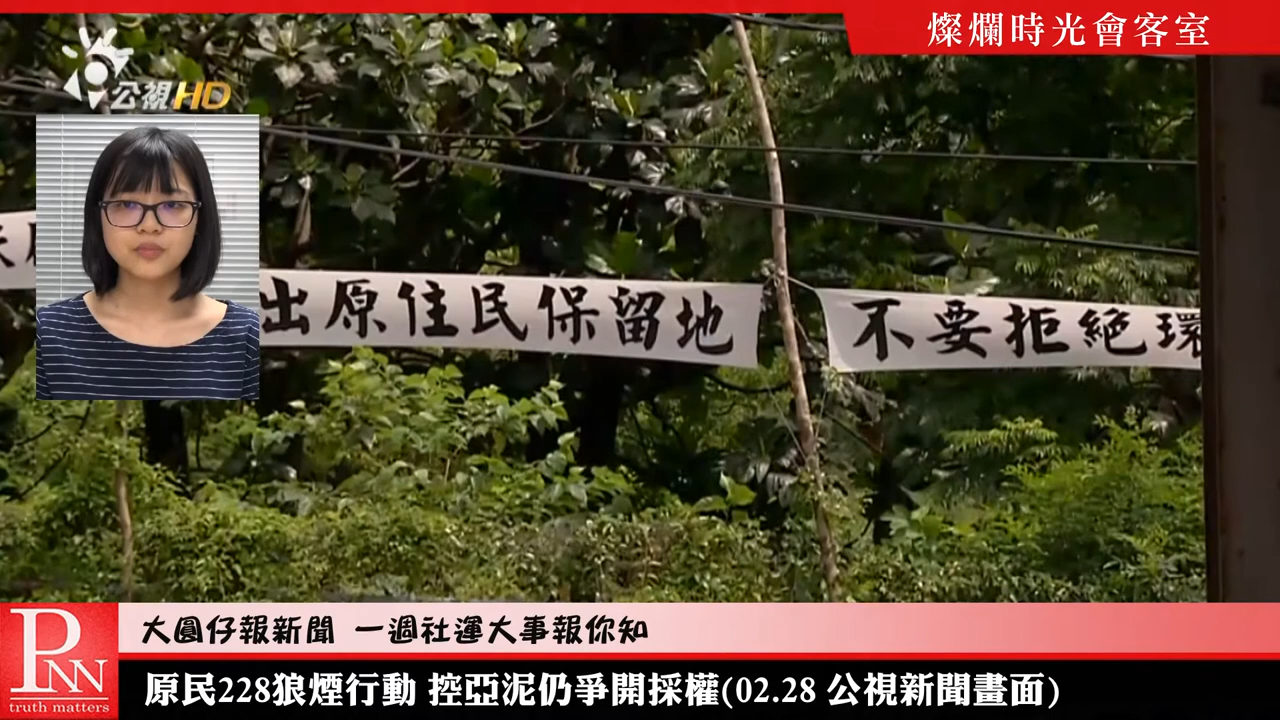 燦爛時光會客室
公視HD
出原住民保留地
不要拒絕環
PNN
truth matters
大圓仔報新聞 一週社運大事報你知
原民228狼煙行動 控亞泥仍爭開採權(02.28 公視新聞畫面)